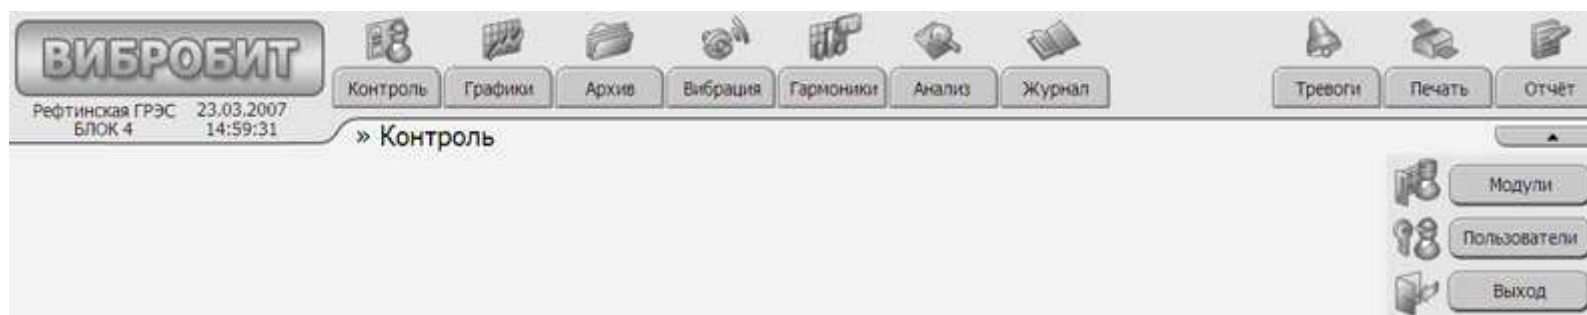 ВИБРОБИТ
Рефтинская ГРЭС 23.03.2007
БЛОК 4 14:59:31
Контроль Графики Архив Вибрация Гармоники Анализ Журнал Тревоги Печать Отчёт
» Контроль
Модули
Пользователи
Выход